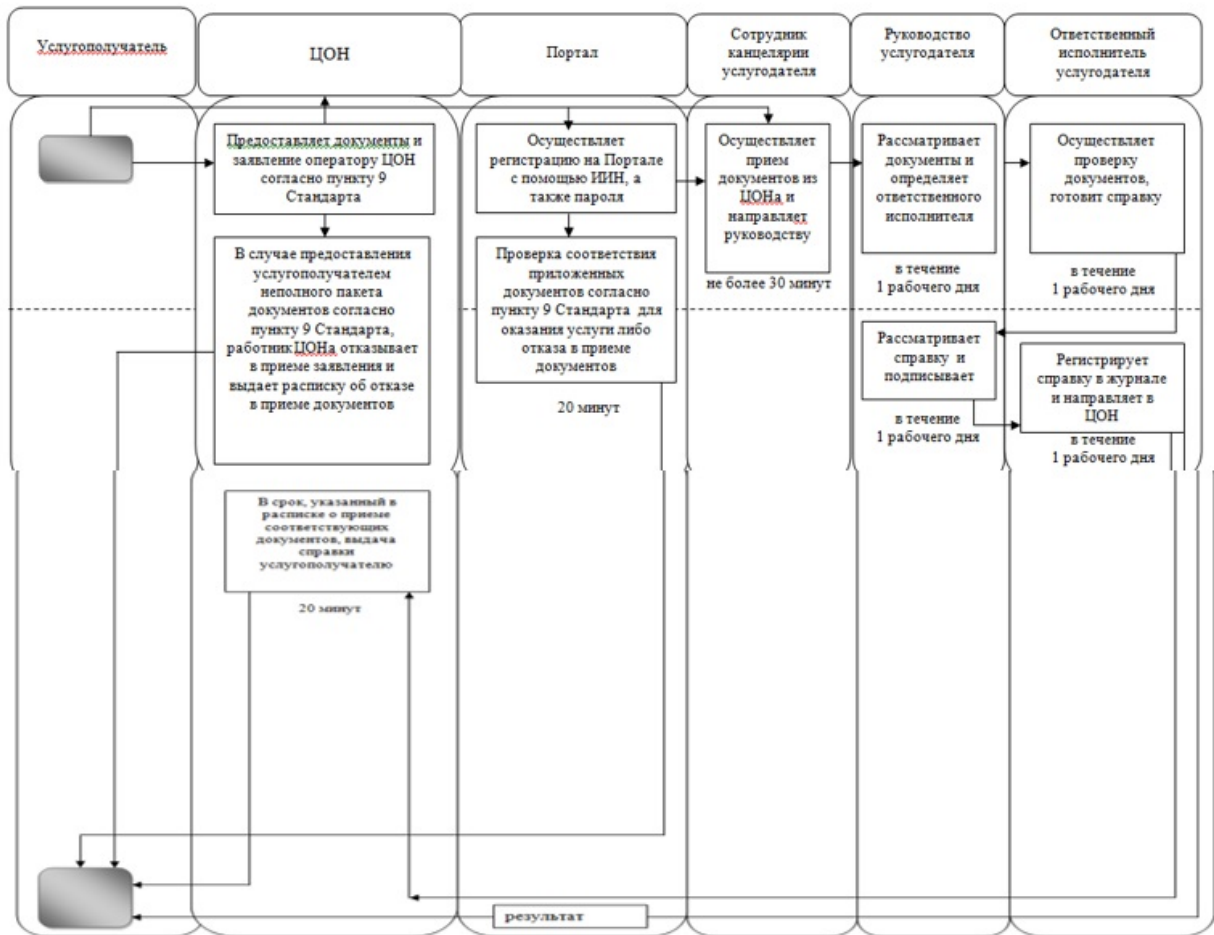 Услугополучатель
ЦОН
Портал
Сотрудник
канцелярии
услугодателя
Руководство
услугодателя
Ответственный
исполнитель
услугодателя
Предоставляет документы и
заявление оператору ЦОН
согласно пункту 9
Стандарта
Осуществляет
регистрацию на Портале
с помощью ИИН, а
также пароля
Осуществляет
прием
документов из
ЦОНа и
направляет
руководству
не более 30 минут
Рассматривает
документы и
определяет
ответственного
исполнителя
в течение
1 рабочего дня
Осуществляет
проверку
документов,
готовит справку
в течение
1 рабочего дня
В случае предоставления
услугополучателем
неполного пакета
документов согласно
пункту 9 Стандарта,
работник ЦОНа отказывает
в приеме заявления и
выдает расписку об отказе
в приеме документов
Проверка соответствия
приложенных
документов согласно
пункту 9 Стандарта для
оказания услуги либо
отказа в приеме
документов
20 минут
Рассматривает
справку и
подписывает
в течение
1 рабочего дня
Регистрирует
справку в журнале
и направляет в
ЦОН
в течение
1 рабочего дня
В срок, указанный в
расписке о приеме
соответствующих
документов, выдача
справки
услугополучателю
20 минут
результат